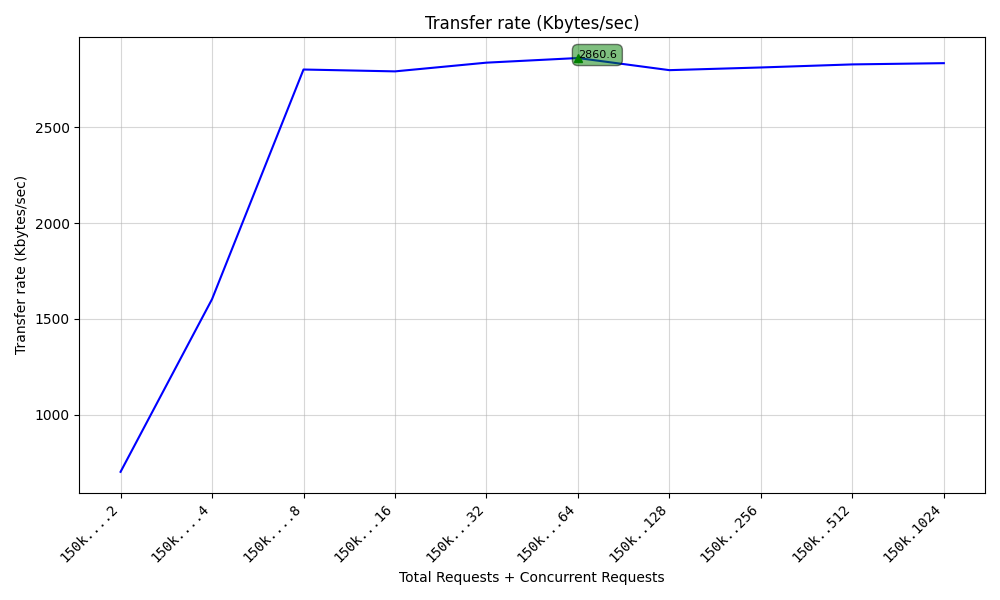 Transfer rate (Kbytes/sec)
2860.6
2500
2000
1500
1000
Transfer rate (Kbytes/sec)
150k....2
150k....4
150k....8
150k...16
150k...32
150k...64
150k..128
150k..256
150k..512
150k.1024
Total Requests + Concurrent Requests